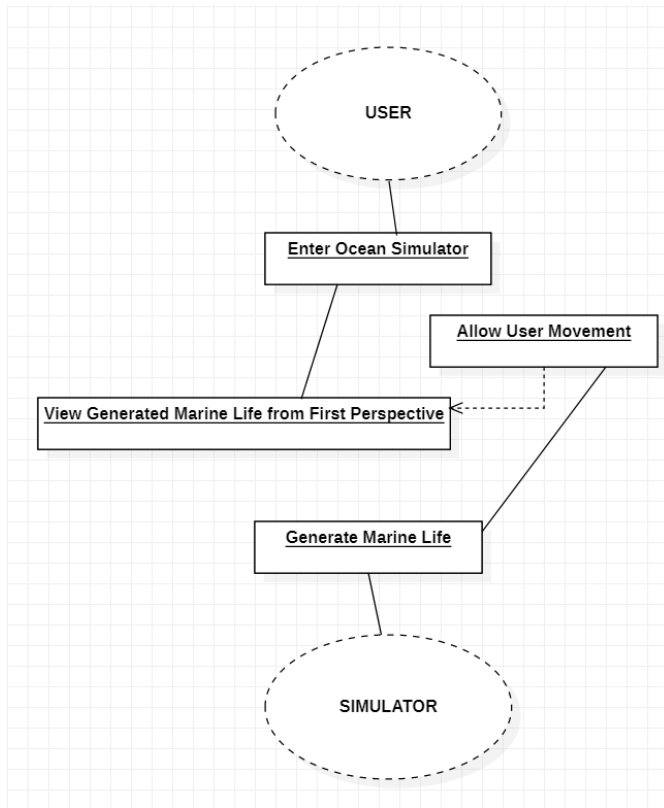 USER
Enter Ocean Simulator
Allow User Movement
View Generated Marine Life from First Perspective
Generate Marine Life
SIMULATOR